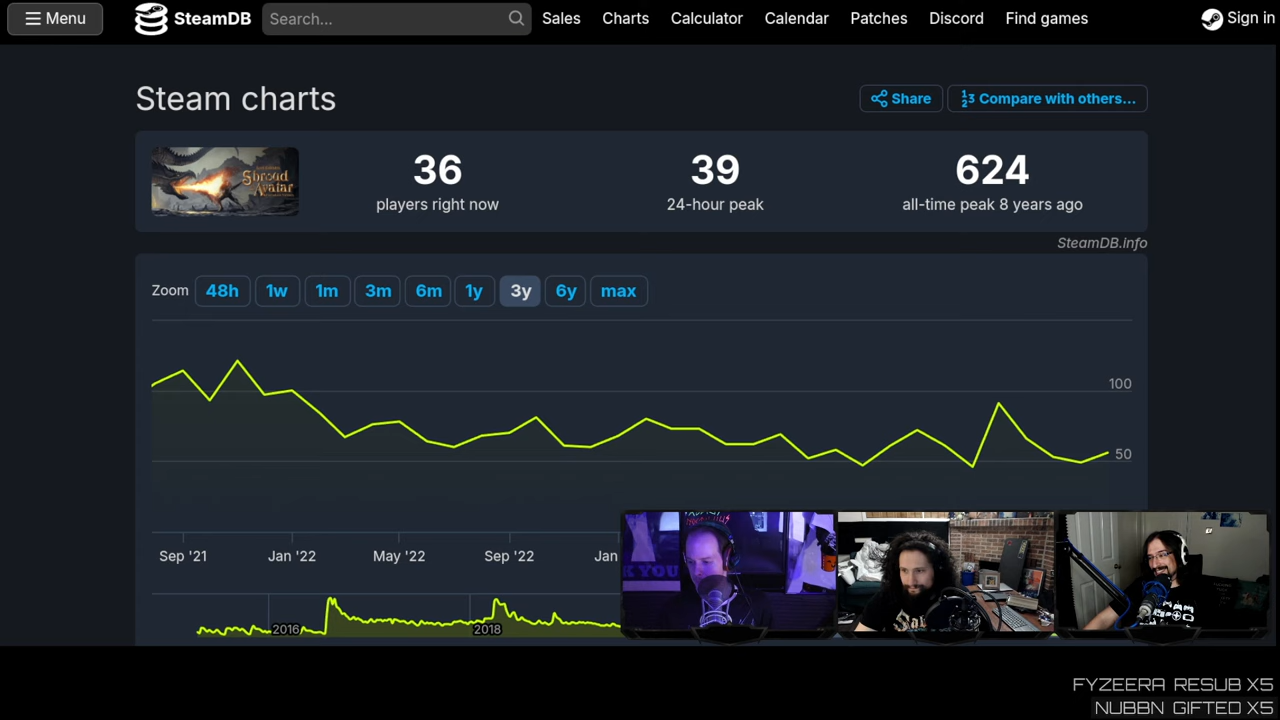 Menu
SteamDB
Search...
Sales
Charts
Calculator
Calendar
Patches
Discord
Find games
Sign in
Steam charts
Share
Compare with others...
Shroud
Avatar
36
players right now
39
24-hour peak
624
all-time peak 8 years ago
SteamDB.info
Zoom
48h
1w
1m
3m
6m
1y
3y
6y
max
100
50
Sep '21
Jan '22
May '22
Sep '22
Jan
2016
2018
FYZEERA RESUB X5
NUBBN GIFTED X5